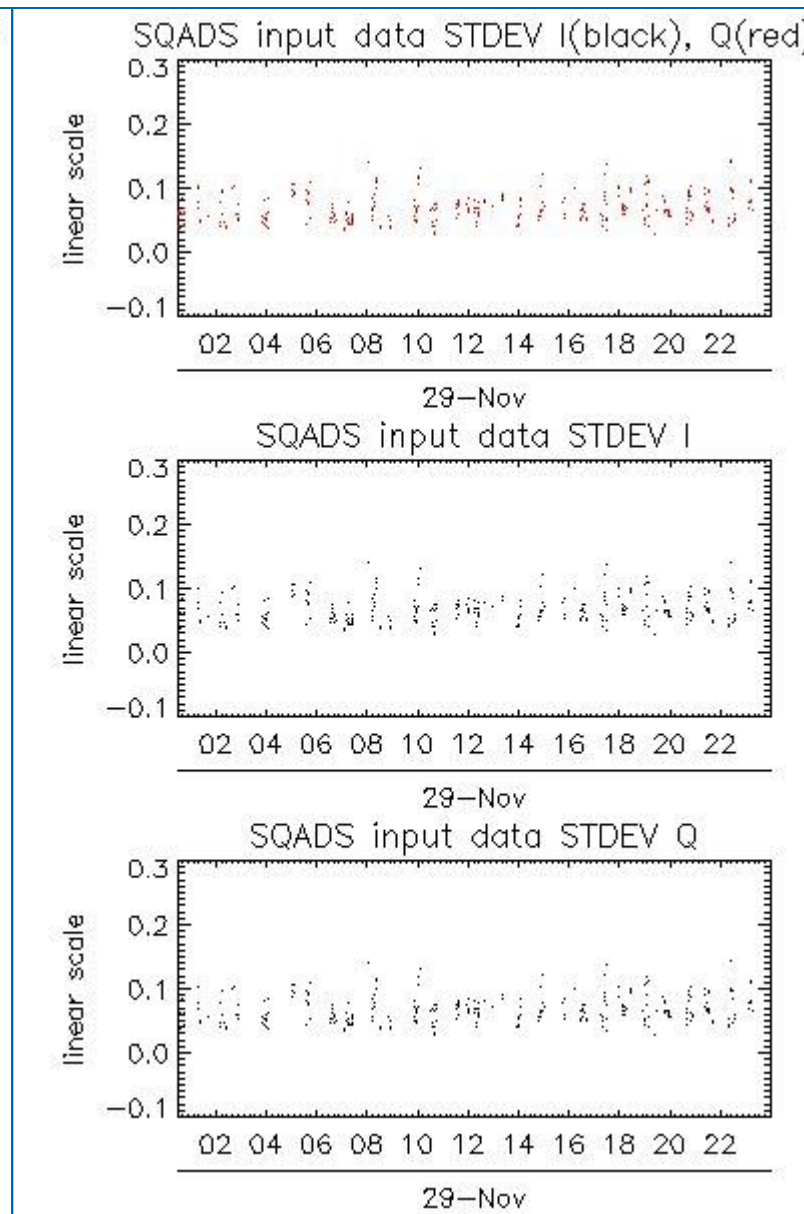 SQADS input data STDEV I(black), Q(red)
0.3
0.2
0.1
0.0
-0.1
linear scale
02 04 06 08 10 12 14 16 18 20 22
29-Nov
SQADS input data STDEV I
0.3
0.2
0.1
0.0
-0.1
linear scale
02 04 06 08 10 12 14 16 18 20 22
29-Nov
SQADS input data STDEV Q
0.3
0.2
0.1
0.0
-0.1
linear scale
02 04 06 08 10 12 14 16 18 20 22
29-Nov